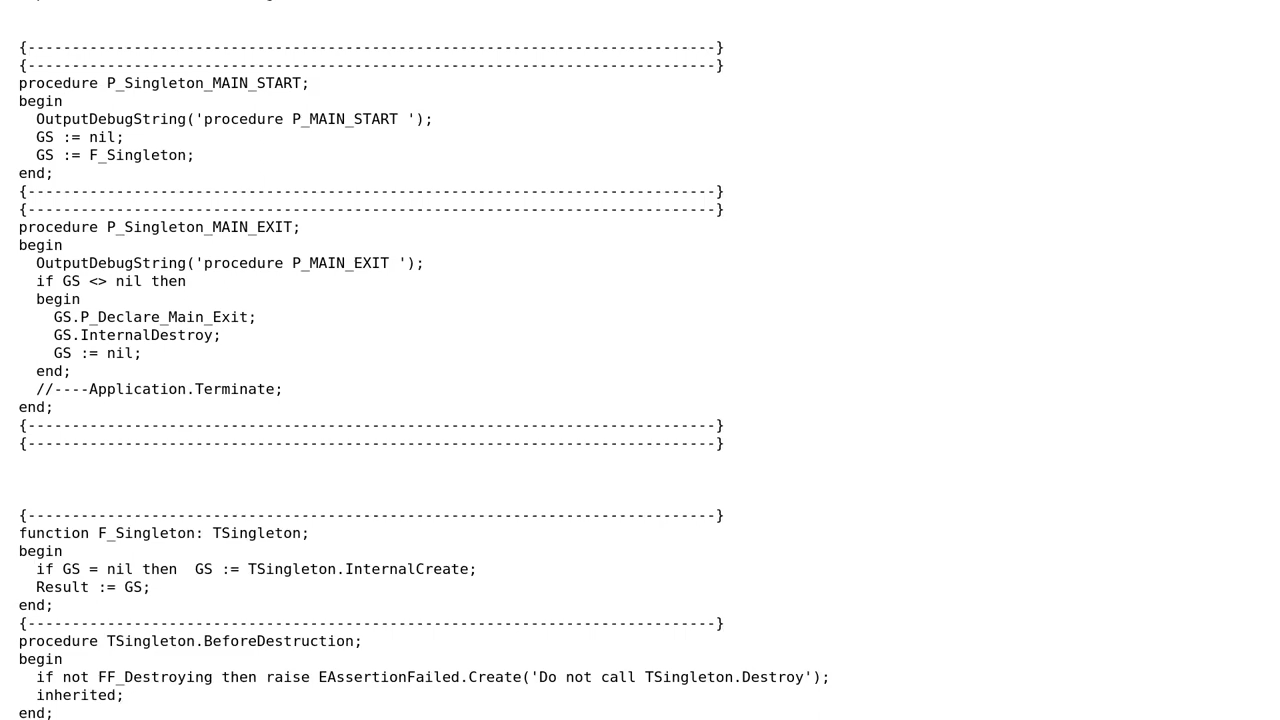 {------------------------------------------------------------------------------}
{------------------------------------------------------------------------------}
procedure P_Singleton_MAIN_START;
begin
  OutputDebugString('procedure P_MAIN_START ');
  GS := nil;
  GS := F_Singleton;
end;
{------------------------------------------------------------------------------}
{------------------------------------------------------------------------------}
procedure P_Singleton_MAIN_EXIT;
begin
  OutputDebugString('procedure P_MAIN_EXIT ');
  if GS <> nil then
  begin
    GS.P_Declare_Main_Exit;
    GS.InternalDestroy;
    GS := nil;
  end;
  //----Application.Terminate;
end;
{------------------------------------------------------------------------------}
{------------------------------------------------------------------------------}
{------------------------------------------------------------------------------}
function F_Singleton: TSingleton;
begin
  if GS = nil then  GS := TSingleton.InternalCreate;
  Result := GS;
end;
{------------------------------------------------------------------------------}
procedure TSingleton.BeforeDestruction;
begin
  if not FF_Destroying then raise EAssertionFailed.Create('Do not call TSingleton.Destroy');
  inherited;
end;